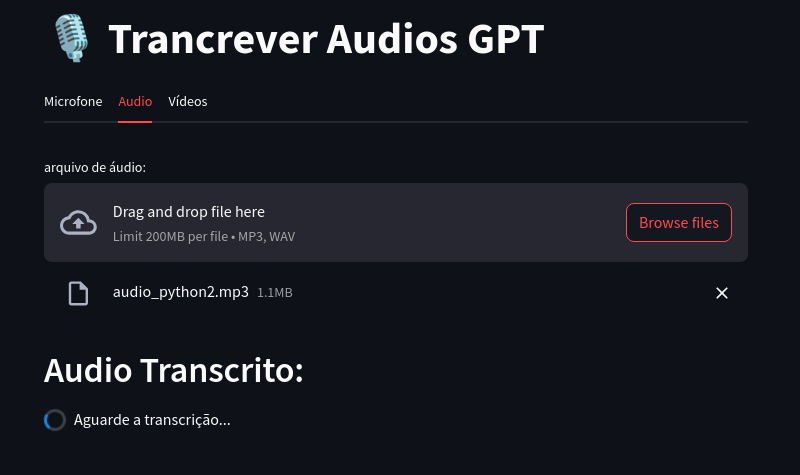 Trancrever Audios GPT
Microfone Audio Vídeos
arquivo de áudio:
Drag and drop file here
Limit 200MB per file • MP3, WAV
Browse files
audio_python2.mp3 1.1MB
Audio Transcrito:
Aguarde a transcrição...